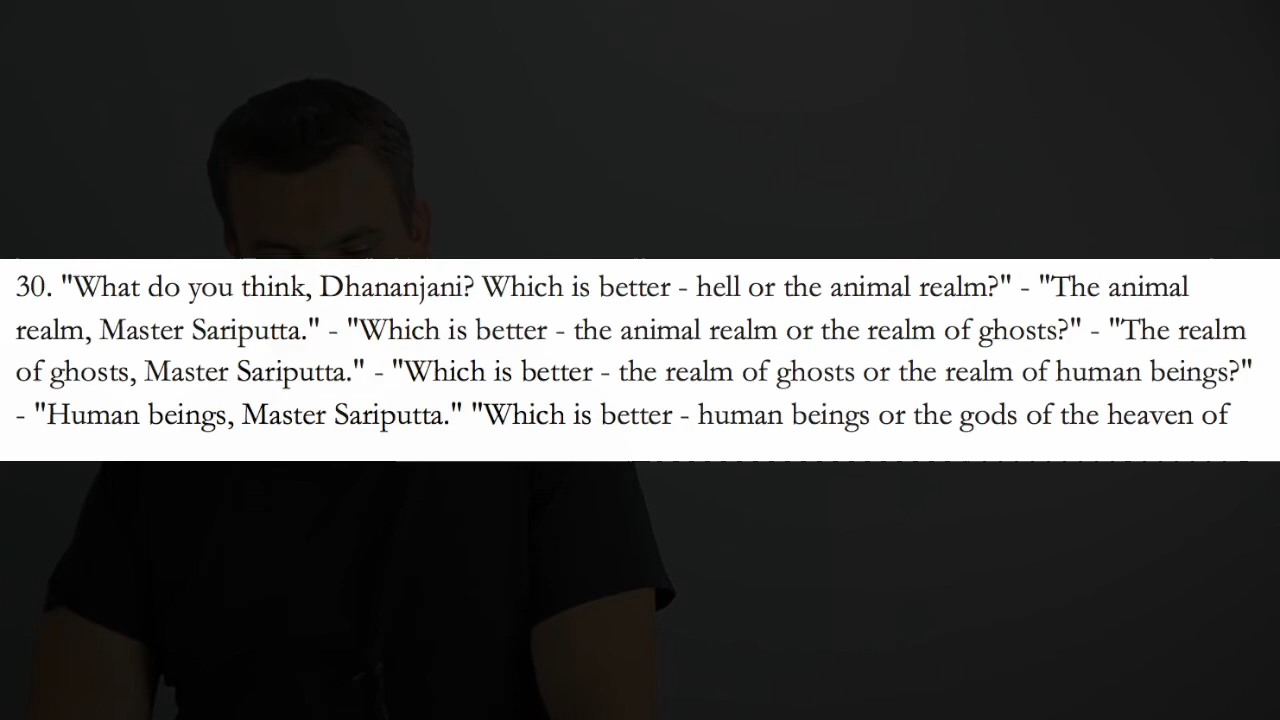 30. "What do you think, Dhananjani? Which is better - hell or the animal realm?" - "The animal
realm, Master Sariputta." - "Which is better - the animal realm or the realm of ghosts?" - "The realm
of ghosts, Master Sariputta." - "Which is better - the realm of ghosts or the realm of human beings?"
- "Human beings, Master Sariputta." "Which is better - human beings or the gods of the heaven of